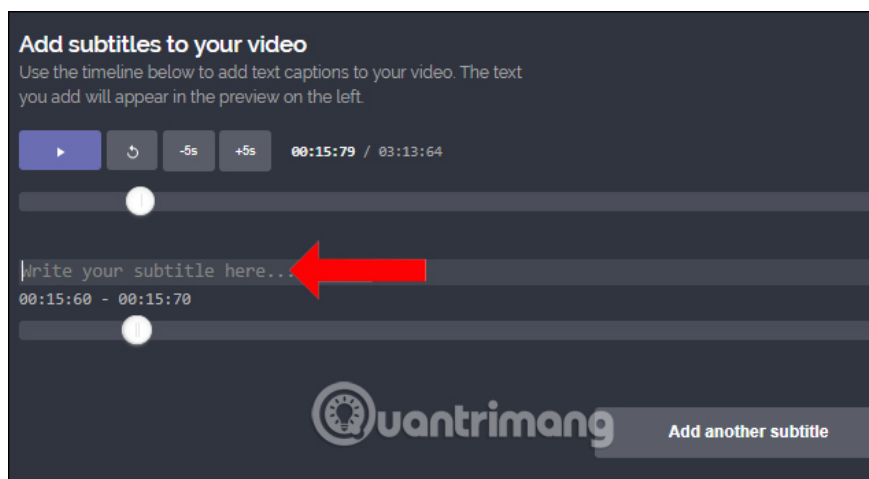 Add subtitles to your video
Use the timeline below to add text captions to your video. The text
you add will appear in the preview on the left.
-5s +5s 00:15:79 / 03:13:64
Write your subtitle here...
00:15:60 - 00:15:70
Quantrimang
Add another subtitle